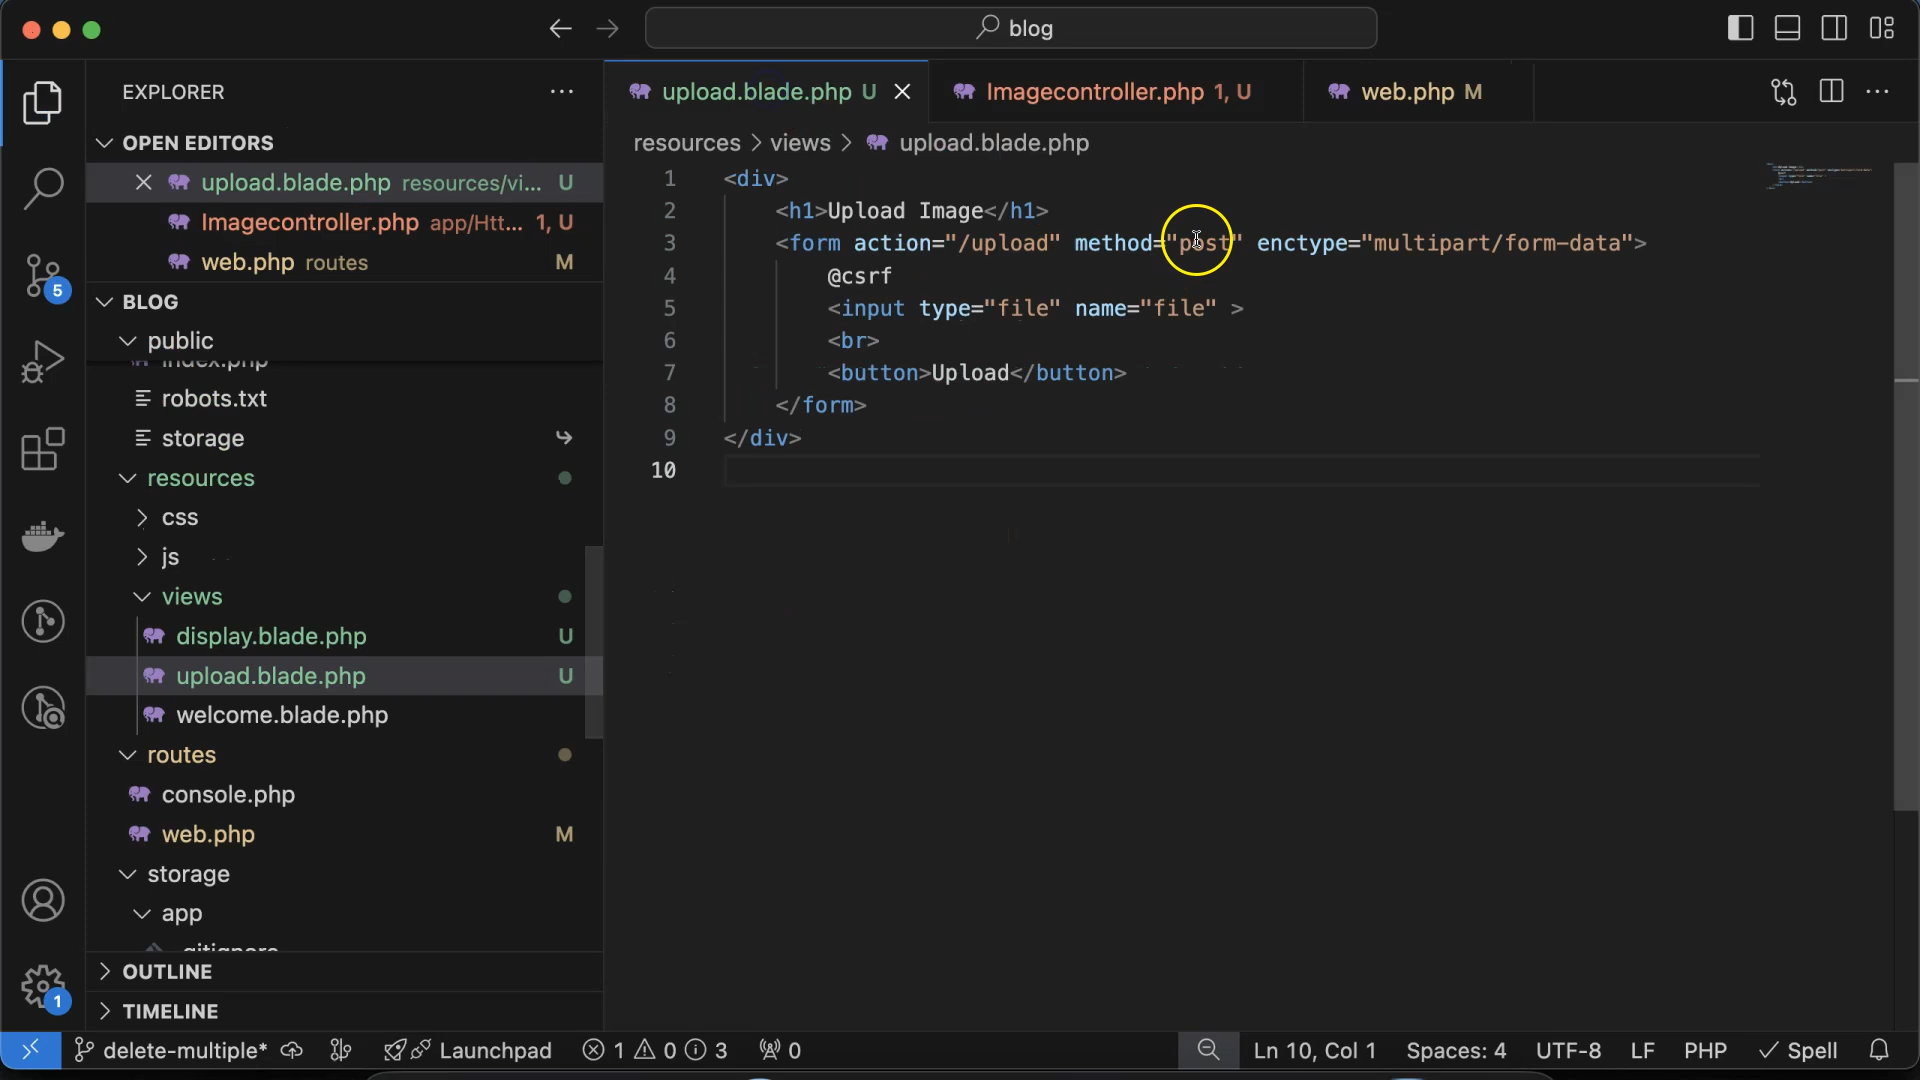 blog
EXPLORER
OPEN EDITORS
upload.blade.php resources/vi... U
Imagecontroller.php app/Htt... 1, U
web.php routes M
BLOG
public
index.php
robots.txt
storage
resources
css
js
views
display.blade.php U
upload.blade.php U
welcome.blade.php
routes
console.php
web.php M
storage
app
.gitignore
OUTLINE
TIMELINE
5
1
upload.blade.php U
Imagecontroller.php 1, U
web.php M
resources > views > upload.blade.php
1 <div>
2 <h1>Upload Image</h1>
3 <form action="/upload" method="post" enctype="multipart/form-data">
4 @csrf
5 <input type="file" name="file" >
6 <br>
7 <button>Upload</button>
8 </form>
9 </div>
10
delete-multiple* Launchpad 1 0 3 0 Ln 10, Col 1 Spaces: 4 UTF-8 LF PHP Spell